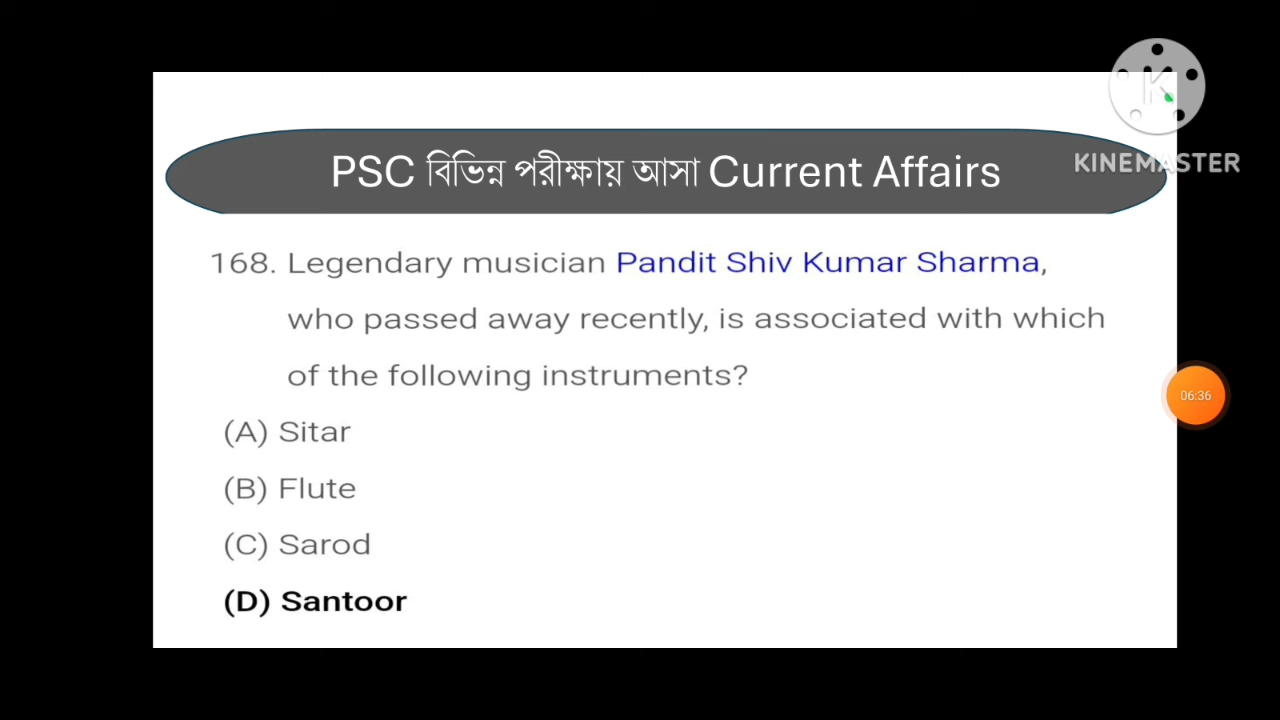 PSC বিভিন্ন পরীক্ষায় আসা Current Affairs
KINEMASTER
168. Legendary musician Pandit Shiv Kumar Sharma,
who passed away recently, is associated with which
of the following instruments?
06:36
(A) Sitar
(B) Flute
(C) Sarod
(D) Santoor